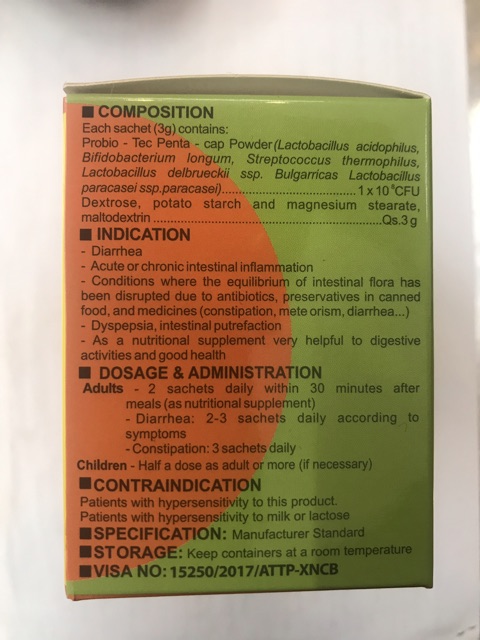 ■ COMPOSITION
Each sachet (3g) contains:
Probio - Tec Penta - cap Powder (Lactobacillus acidophilus,
Bifidobacterium longum, Streptococcus thermophilus,
Lactobacillus delbrueckii ssp. Bulgarricas Lactobacillus
paracasei ssp.paracasei)..............................1 x 10⁸CFU
Dextrose, potato starch and magnesium stearate,
maltodextrin ...................................................Qs.3 g
■ INDICATION
- Diarrhea
- Acute or chronic intestinal inflammation
- Conditions where the equilibrium of intestinal flora has
been disrupted due to antibiotics, preservatives in canned
food, and medicines (constipation, mete orism, diarrhea...)
- Dyspepsia, intestinal putrefaction
- As a nutritional supplement very helpful to digestive
activities and good health
■ DOSAGE & ADMINISTRATION
Adults - 2 sachets daily within 30 minutes after
meals (as nutritional supplement)
- Diarrhea: 2-3 sachets daily according to
symptoms
- Constipation: 3 sachets daily
Children - Half a dose as adult or more (if necessary)
■ CONTRAINDICATION
Patients with hypersensitivity to this product.
Patients with hypersensitivity to milk or lactose
■ SPECIFICATION: Manufacturer Standard
■ STORAGE: Keep containers at a room temperature
■ VISA NO: 15250/2017/ATTP-XNCB